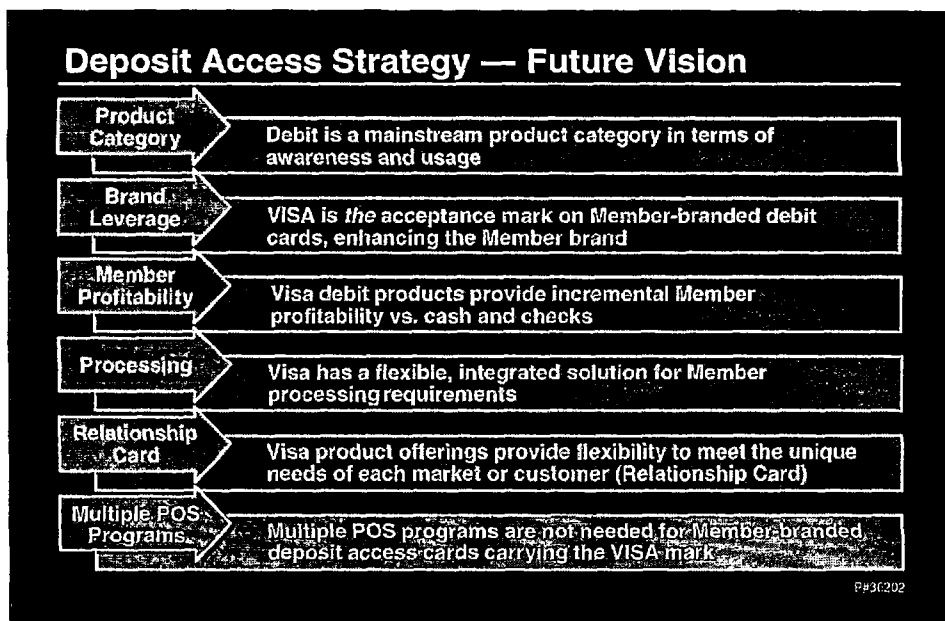 Deposit Access Strategy — Future Vision
Product
Category
Debit is a mainstream product category in terms of
awareness and usage
Brand
Leverage
VISA is the acceptance mark on Member-branded debit
cards, enhancing the Member brand
Member
Profitability
Visa debit products provide incremental Member
profitability vs. cash and checks
Processing
Visa has a flexible, integrated solution for Member
processing requirements
Relationship
Card
Visa product offerings provide flexibility to meet the unique
needs of each market or customer (Relationship Card)
Multiple POS
Programs
Multiple POS programs are not needed for Member-branded
deposit access cards carrying the VISA mark
P#36202